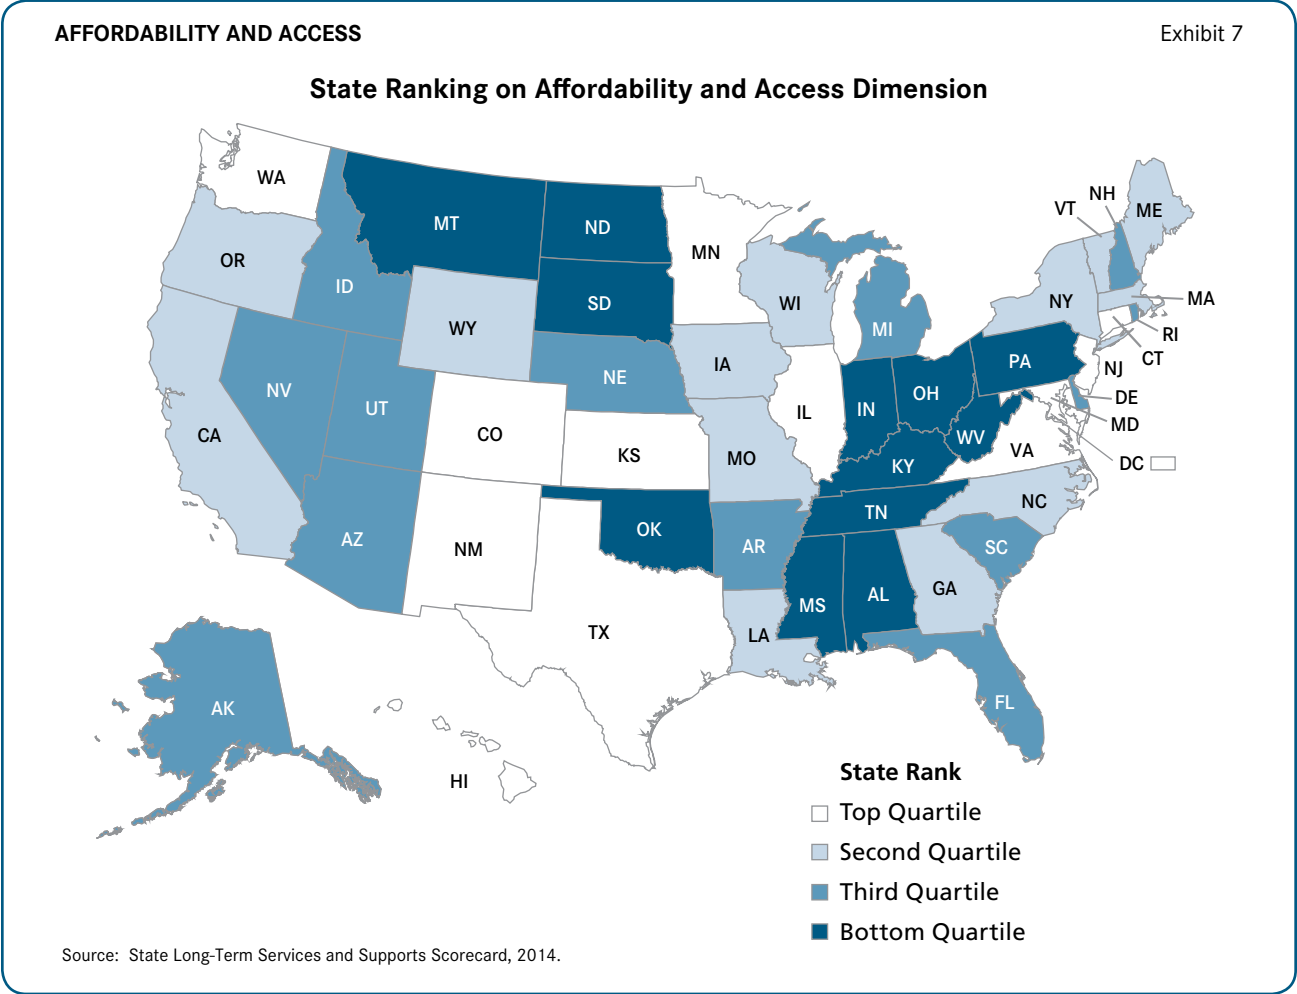 AFFORDABILITY AND ACCESS
Exhibit 7
State Ranking on Affordability and Access Dimension
WA
MT
ND
MN
OR
ID
SD
WY
WI
MI
NY
VT
NH
ME
MA
RI
CT
NJ
DE
MD
DC
NV
UT
CO
NE
IA
IL
IN
OH
PA
WV
VA
CA
KS
MO
KY
NC
TN
AZ
NM
OK
AR
SC
MS
AL
GA
TX
LA
FL
AK
HI
State Rank
Top Quartile
Second Quartile
Third Quartile
Bottom Quartile
Source: State Long-Term Services and Supports Scorecard, 2014.